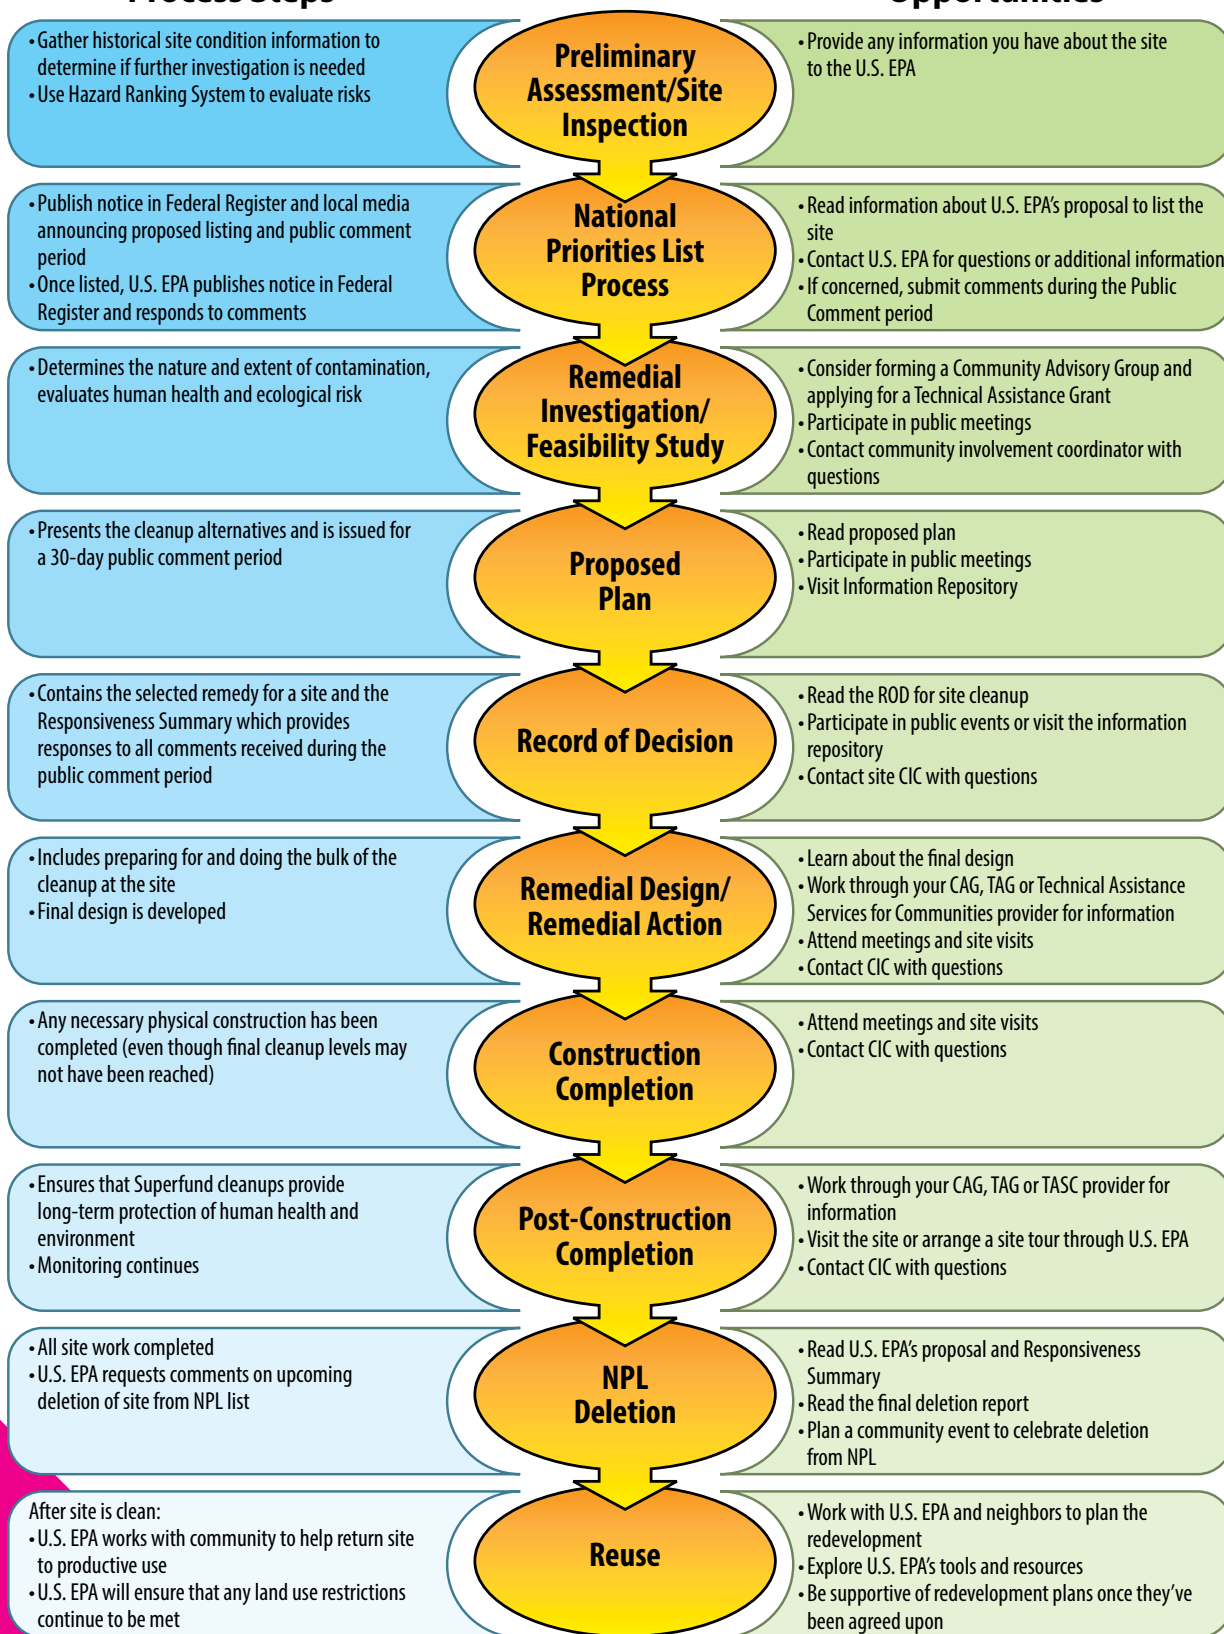 Process Steps
Opportunities
• Gather historical site condition information to
determine if further investigation is needed
• Use Hazard Ranking System to evaluate risks
Preliminary
Assessment/Site
Inspection
• Provide any information you have about the site
to the U.S. EPA
• Publish notice in Federal Register and local media
announcing proposed listing and public comment
period
• Once listed, U.S. EPA publishes notice in Federal
Register and responds to comments
National
Priorities List
Process
• Read information about U.S. EPA's proposal to list the
site
• Contact U.S. EPA for questions or additional information
• If concerned, submit comments during the Public
Comment period
• Determines the nature and extent of contamination,
evaluates human health and ecological risk
Remedial
Investigation/
Feasibility Study
• Consider forming a Community Advisory Group and
applying for a Technical Assistance Grant
• Participate in public meetings
• Contact community involvement coordinator with
questions
• Presents the cleanup alternatives and is issued for
a 30-day public comment period
Proposed
Plan
• Read proposed plan
• Participate in public meetings
• Visit Information Repository
• Contains the selected remedy for a site and the
Responsiveness Summary which provides
responses to all comments received during the
public comment period
Record of Decision
• Read the ROD for site cleanup
• Participate in public events or visit the information
repository
• Contact site CIC with questions
• Includes preparing for and doing the bulk of the
cleanup at the site
• Final design is developed
Remedial Design/
Remedial Action
• Learn about the final design
• Work through your CAG, TAG or Technical Assistance
Services for Communities provider for information
• Attend meetings and site visits
• Contact CIC with questions
• Any necessary physical construction has been
completed (even though final cleanup levels may
not have been reached)
Construction
Completion
• Attend meetings and site visits
• Contact CIC with questions
• Ensures that Superfund cleanups provide
long-term protection of human health and
environment
• Monitoring continues
Post-Construction
Completion
• Work through your CAG, TAG or TASC provider for
information
• Visit the site or arrange a site tour through U.S. EPA
• Contact CIC with questions
• All site work completed
• U.S. EPA requests comments on upcoming
deletion of site from NPL list
NPL
Deletion
• Read U.S. EPA's proposal and Responsiveness
Summary
• Read the final deletion report
• Plan a community event to celebrate deletion
from NPL
After site is clean:
• U.S. EPA works with community to help return site
to productive use
• U.S. EPA will ensure that any land use restrictions
continue to be met
Reuse
• Work with U.S. EPA and neighbors to plan the
redevelopment
• Explore U.S. EPA's tools and resources
• Be supportive of redevelopment plans once they've
been agreed upon